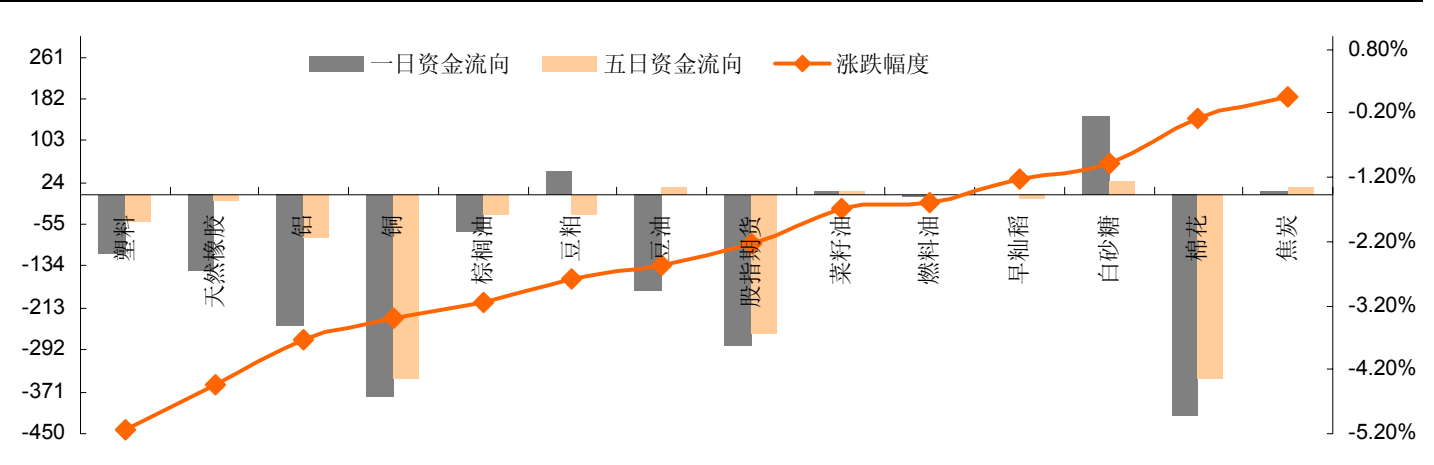 一日资金流向 五日资金流向 涨跌幅度
261
182
103
24
-55
-134
-213
-292
-371
-450
塑料
天然橡胶
铝
铜
棕榈油
豆粕
豆油
股指期货
菜籽油
燃料油
早籼稻
白砂糖
棉花
焦炭
0.80%
-0.20%
-1.20%
-2.20%
-3.20%
-4.20%
-5.20%